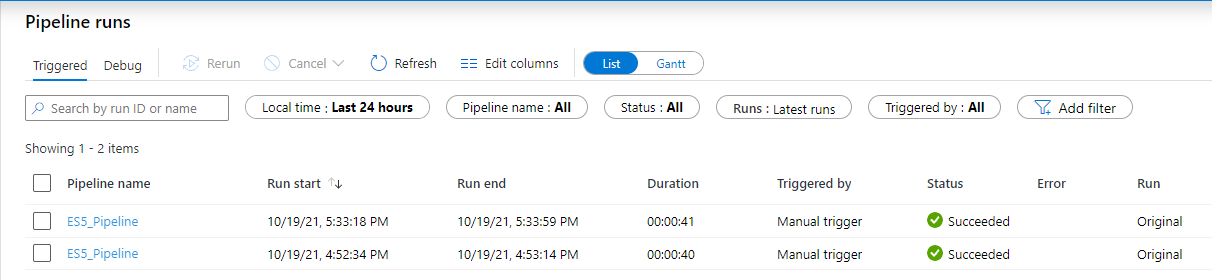 Pipeline runs
Triggered Debug Rerun Cancel Refresh Edit columns List Gantt
Search by run ID or name Local time : Last 24 hours Pipeline name : All Status : All Runs : Latest runs Triggered by : All Add filter
Showing 1 - 2 items
Pipeline name Run start Run end Duration Triggered by Status Error Run
ES5_Pipeline 10/19/21, 5:33:18 PM 10/19/21, 5:33:59 PM 00:00:41 Manual trigger Succeeded Original
ES5_Pipeline 10/19/21, 4:52:34 PM 10/19/21, 4:53:14 PM 00:00:40 Manual trigger Succeeded Original